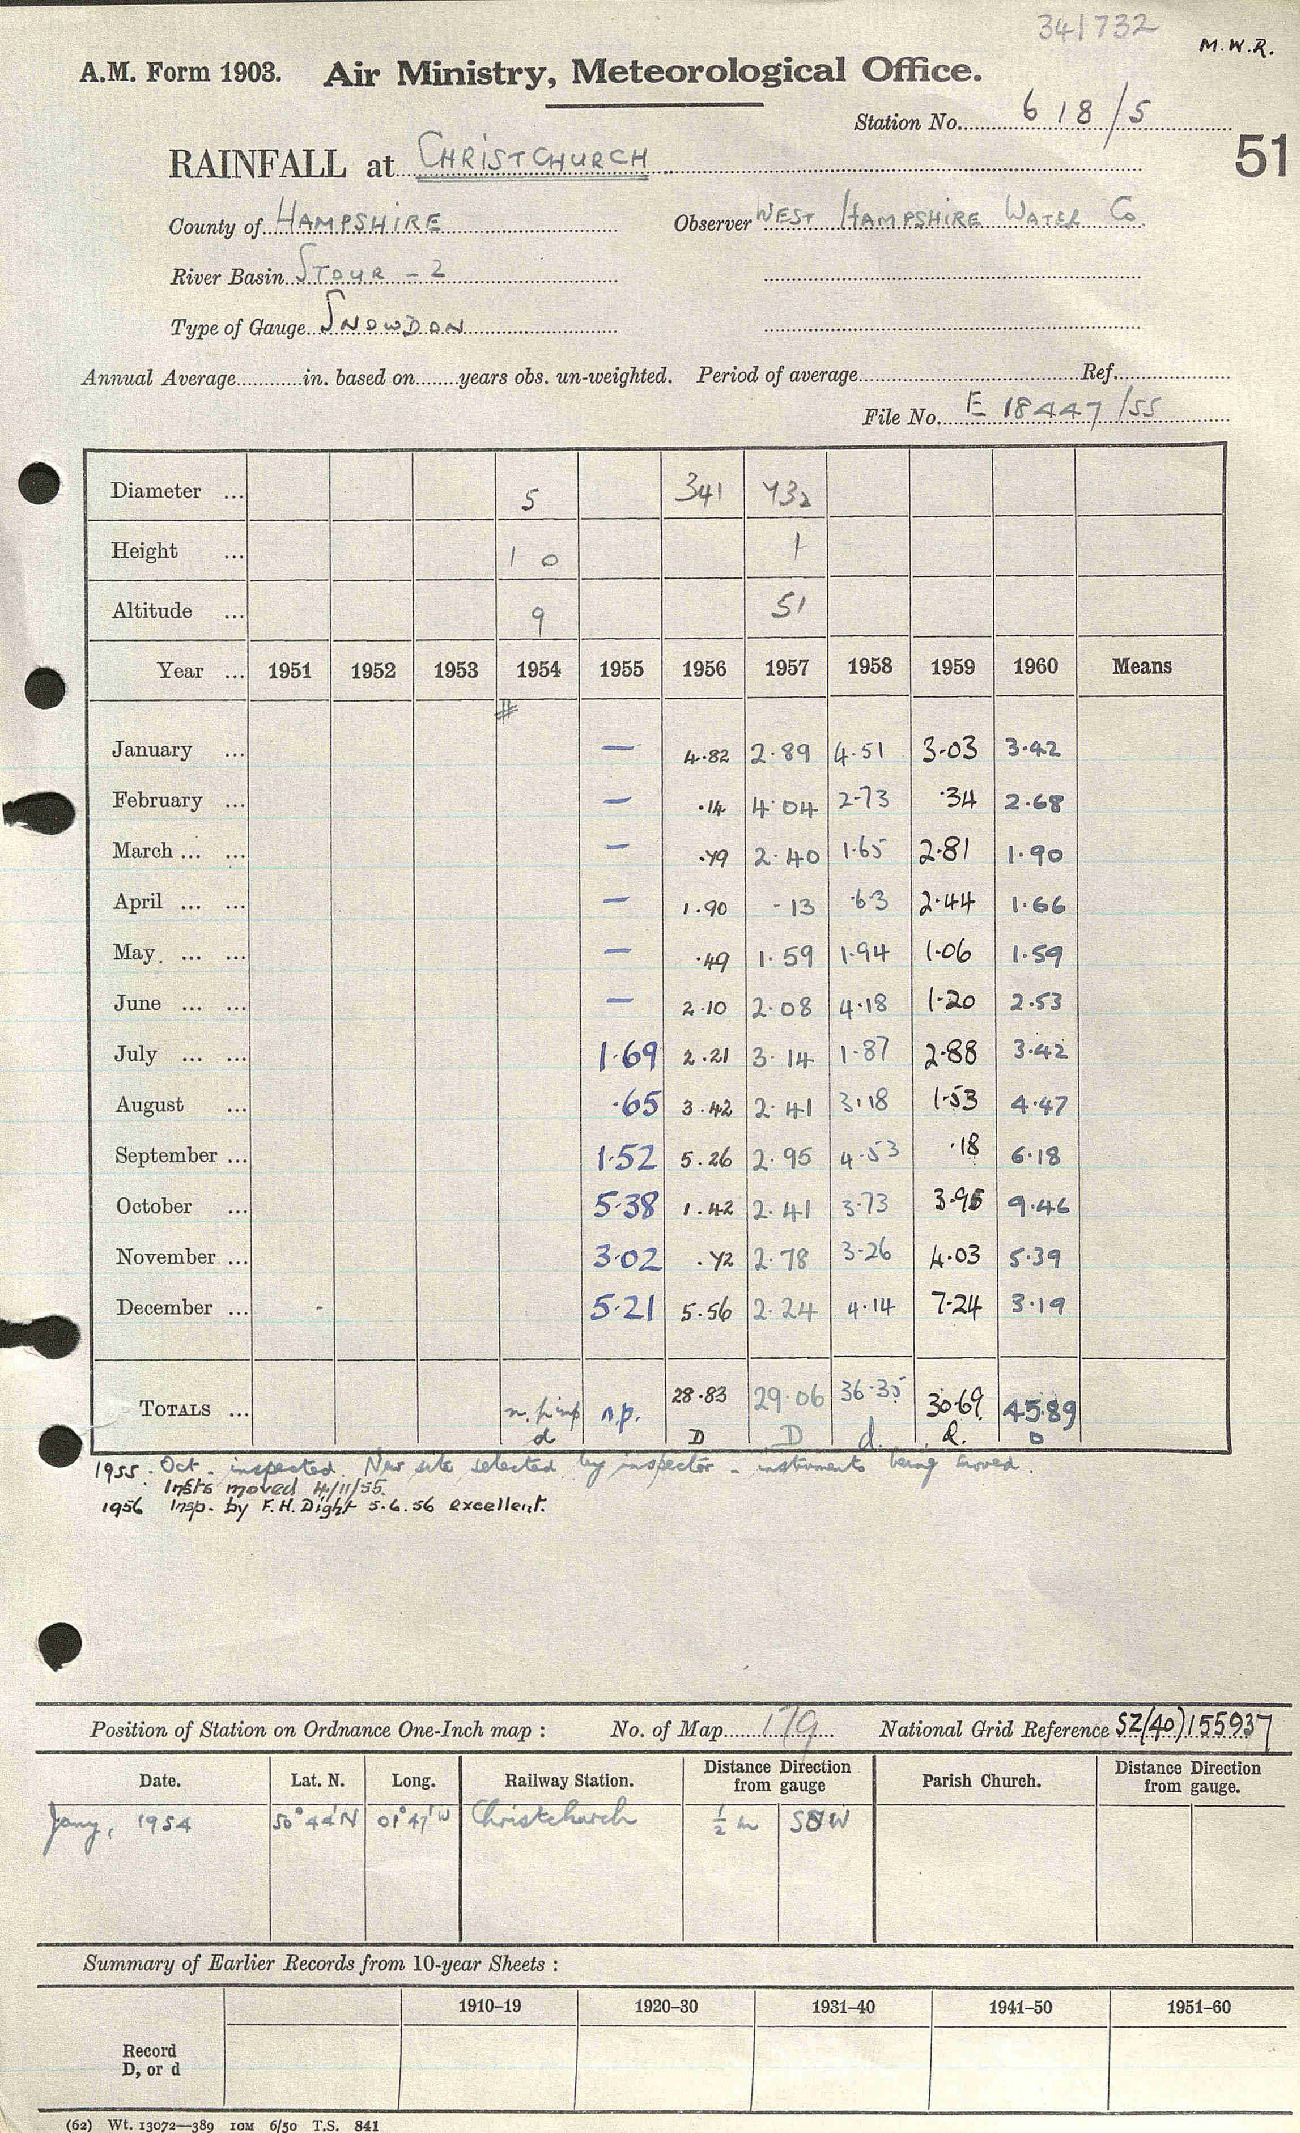 341732
M.W.R.
A.M. Form 1903. Air Ministry, Meteorological Office.
Station No. 618/5
51
RAINFALL at CHRISTCHURCH
County of HAMPSHIRE Observer WEST HAMPSHIRE WATER Co.
River Basin STOUR - 2
Type of Gauge SNOWDON
Annual Average in. based on years obs. un-weighted. Period of average Ref.
File No. E 18447/55
Diameter ... 5 341 732
Height ... 1 0 1
Altitude ... 9 51
Year ... 1951 1952 1953 1954 1955 1956 1957 1958 1959 1960 Means
#
January ... — 4.82 2.89 4.51 3.03 3.42
February ... — .14 4.04 2.73 .34 2.68
March ... ... — .79 2.40 1.65 2.81 1.90
April ... ... — 1.90 .13 .63 2.44 1.66
May ... ... — .49 1.59 1.94 1.06 1.59
June ... ... — 2.10 2.08 4.18 1.20 2.53
July ... ... 1.69 2.21 3.14 1.87 2.88 3.42
August ... .65 3.42 2.41 3.18 1.53 4.47
September ... 1.52 5.26 2.95 4.53 .18 6.18
October ... 5.38 1.42 2.41 3.73 3.95 9.46
November ... 3.02 .72 2.78 3.26 4.03 5.39
December ... 5.21 5.56 2.24 4.14 7.24 3.19
TOTALS ... n.p. 28.83 29.06 36.35 30.69 45.89
d D D d. d. D
1955. Oct. inspected. New site selected by inspector - instruments being moved.
Insts moved 4/11/55.
1956 Insp. by F.H. Dight 5.6.56 excellent.
Position of Station on Ordnance One-Inch map : No. of Map 179 National Grid Reference SZ(40)155937
Date. Lat. N. Long. Railway Station. Distance Direction from gauge Parish Church. Distance Direction from gauge.
Jany, 1954 50° 44' N 01° 47' W Christchurch ½ m SSW
Summary of Earlier Records from 10-year Sheets :
1910–19 1920–30 1931–40 1941–50 1951–60
Record
D, or d
(62) Wt. 13072—389 10M 6/50 T.S. 841